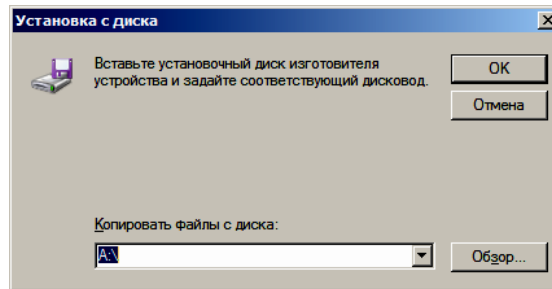 Установка с диска
Вставьте установочный диск изготовителя
устройства и задайте соответствующий дисковод.
OK
Отмена
Копировать файлы с диска:
A:\
Обзор...